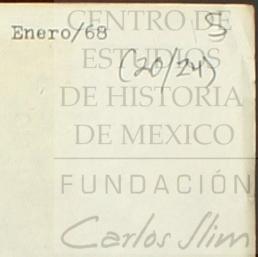 CENTRO DE
Enero/68
S
ESTUDIOS
(20/24)
DE HISTORIA
DE MEXICO
FUNDACIÓN
Carlos Slim